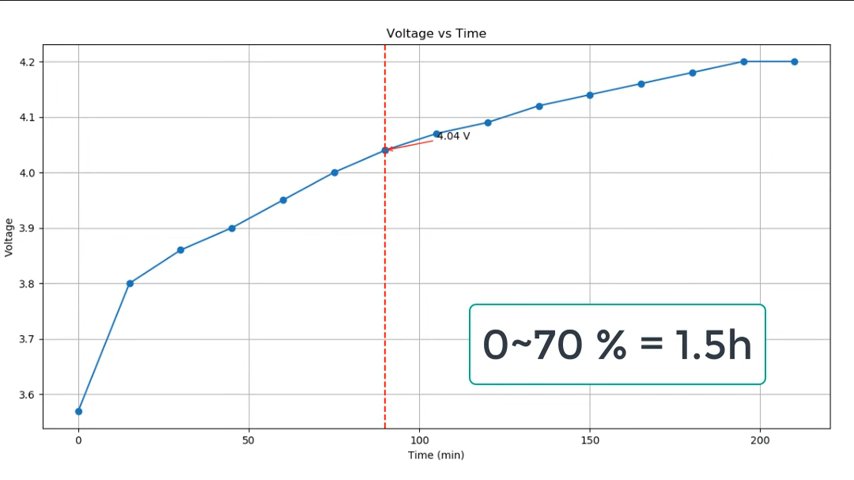 Voltage vs Time
4.2
4.1
4.0
3.9
3.8
3.7
3.6
Voltage
4.04 V
0~70 % = 1.5h
0 50 100 150 200
Time (min)